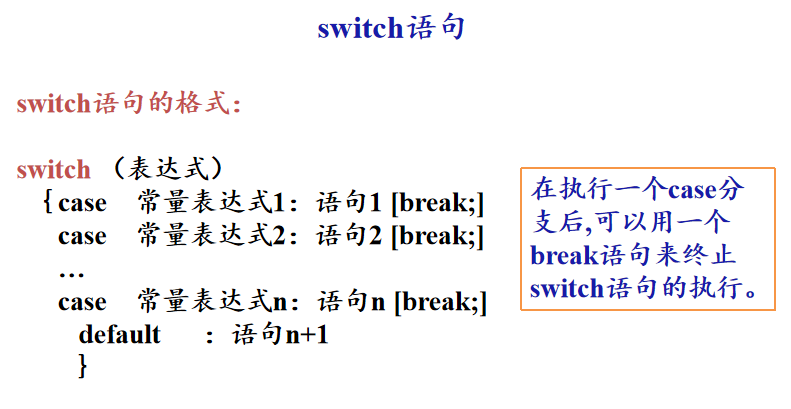 switch语句
switch语句的格式：
switch （表达式）
{ case 常量表达式1：语句1 [break;]
case 常量表达式2：语句2 [break;]
…
case 常量表达式n：语句n [break;]
default ：语句n+1
}
在执行一个case分
支后,可以用一个
break语句来终止
switch语句的执行。